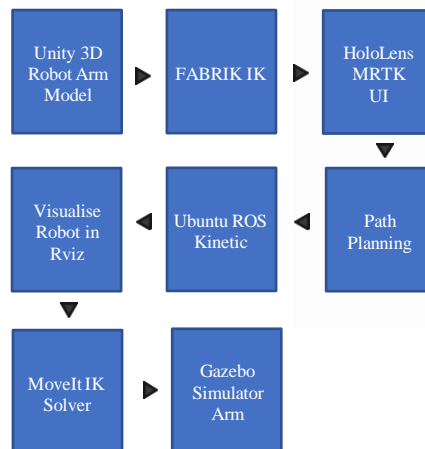 Unity 3D
Robot Arm
Model
FABRIK IK
HoloLens
MRTK
UI
Visualise
Robot in
Rviz
Ubuntu ROS
Kinetic
Path
Planning
MoveIt IK
Solver
Gazebo
Simulator
Arm